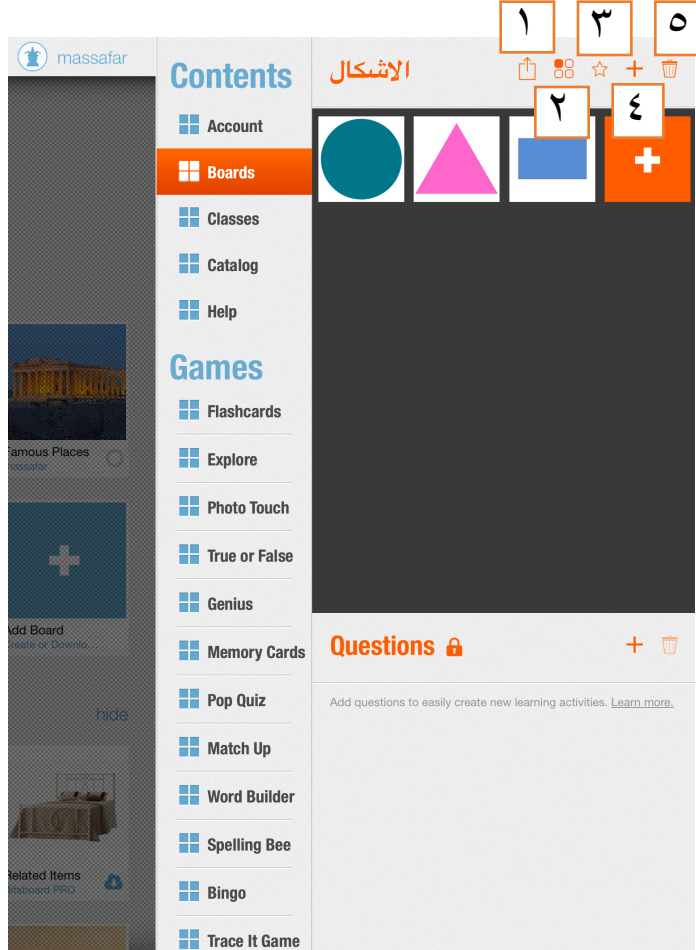 ١
٣
٥
massafar
Contents
الاشكال
٢
٤
Account
Boards
Classes
Catalog
Help
Games
Flashcards
Explore
Photo Touch
True or False
Genius
Memory Cards
Pop Quiz
Match Up
Word Builder
Spelling Bee
Bingo
Trace It Game
Famous Places
massafar
Add Board
Create or Downlo...
hide
Related Items
Bitsboard PRO
Questions
Add questions to easily create new learning activities. Learn more.